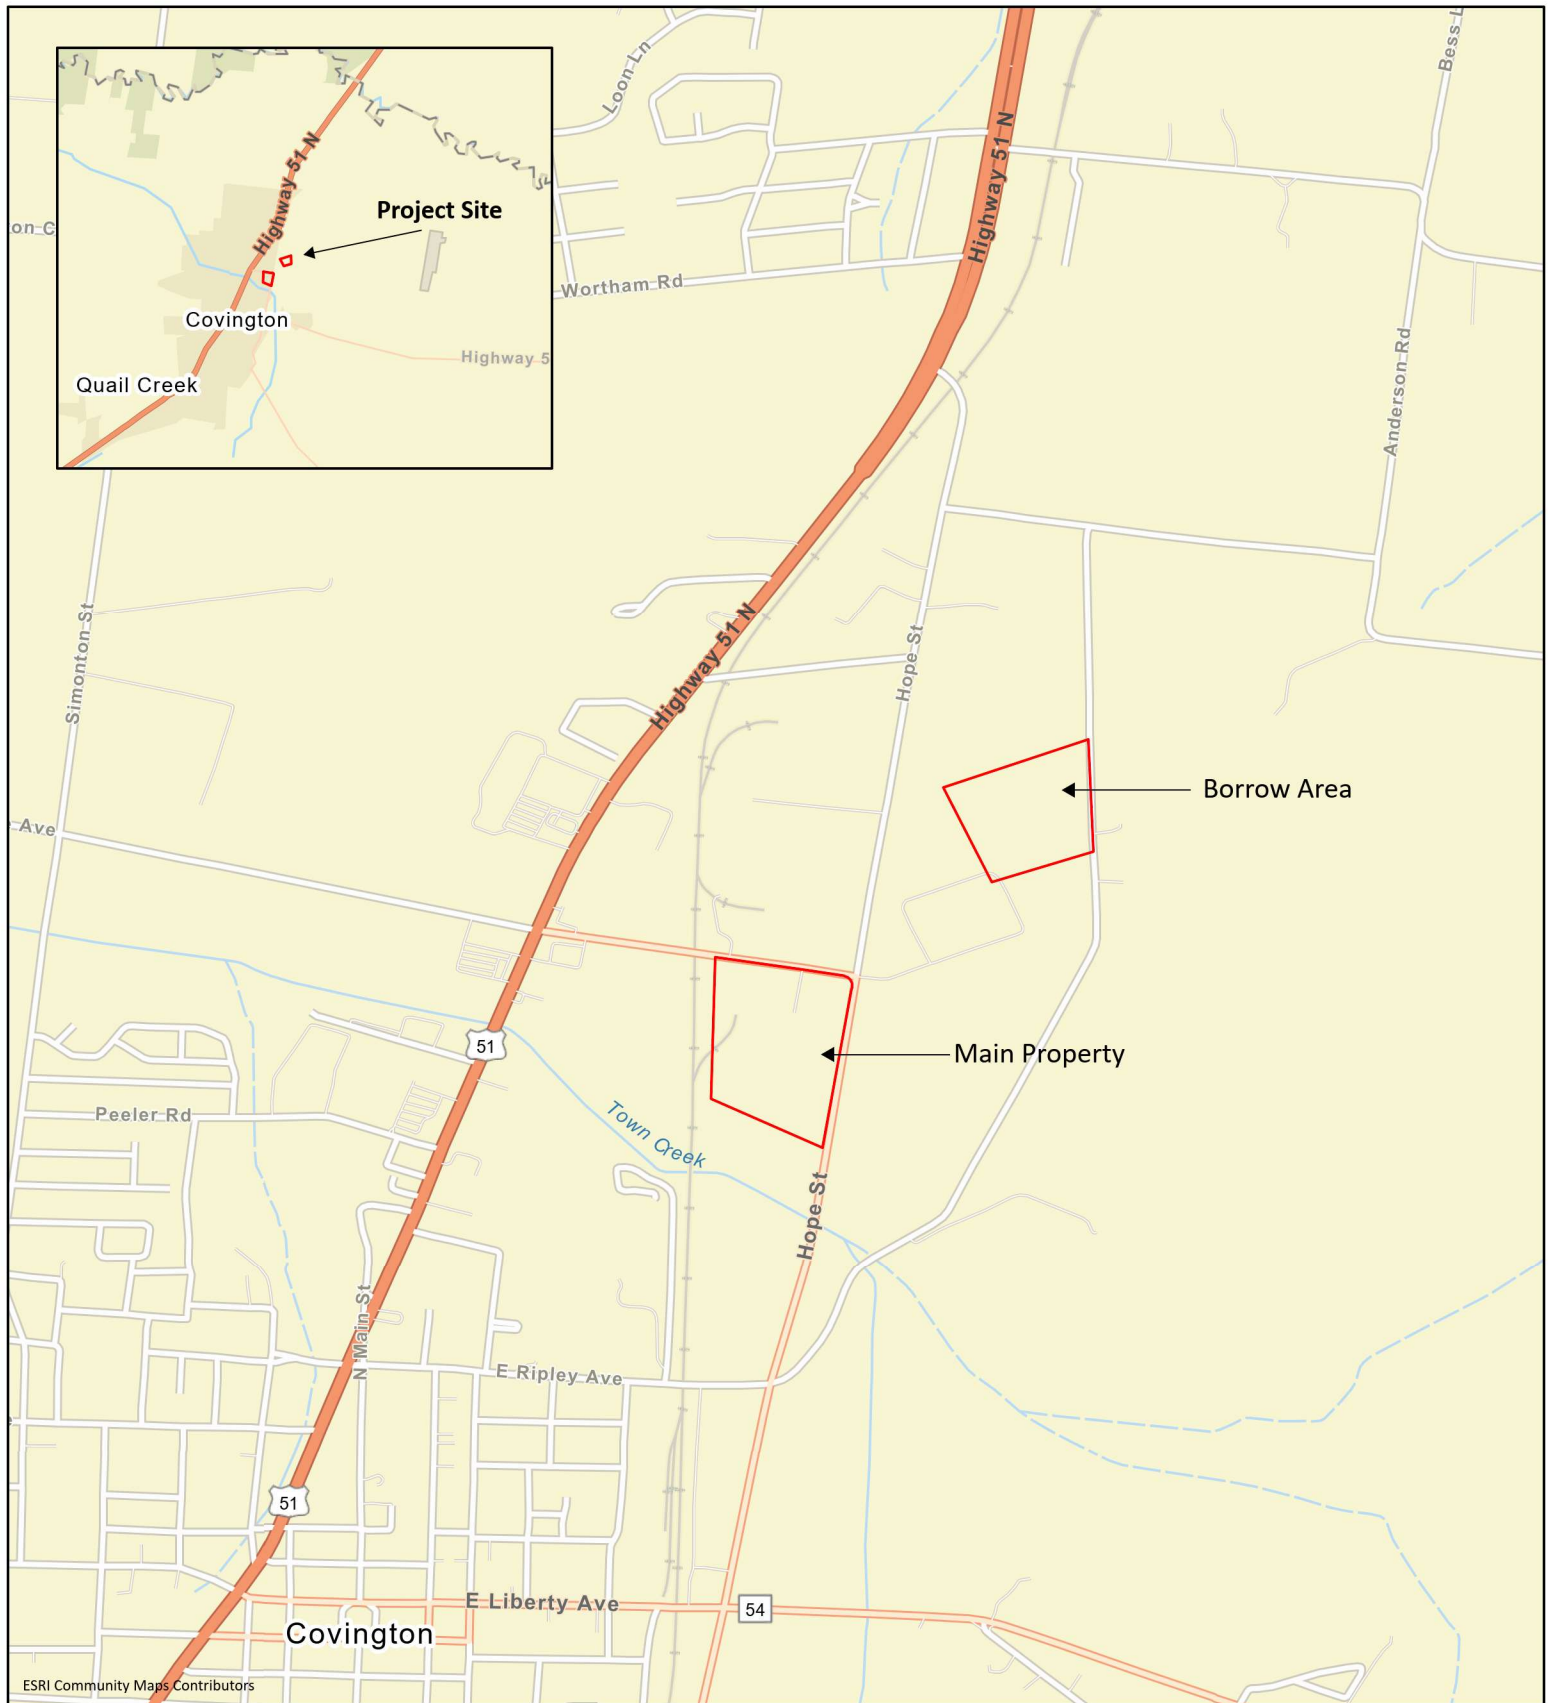 Loon Ln
Bess L
Highway 51 N
Highway 51 N
Project Site
on C
Wortham Rd
Covington
Highway 5
Anderson Rd
Quail Creek
Highway 51 N
Simonton St
Hope St
Borrow Area
Ave
51
Main Property
Peeler Rd
Town Creek
Hope St
N Main St
E Ripley Ave
51
E Liberty Ave
54
Covington
ESRI Community Maps Contributors